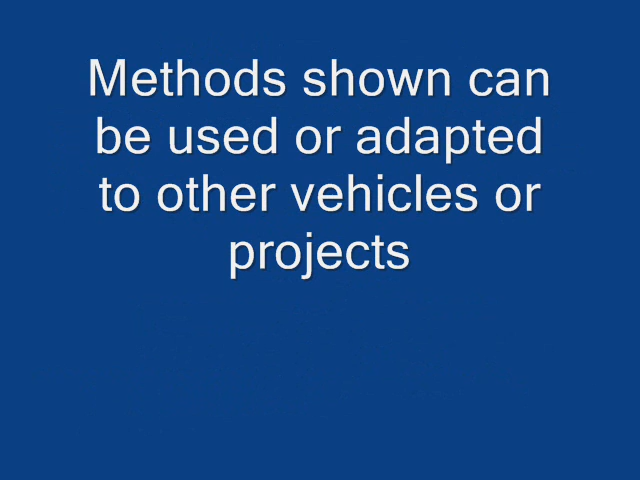 Methods shown can
be used or adapted
to other vehicles or
projects